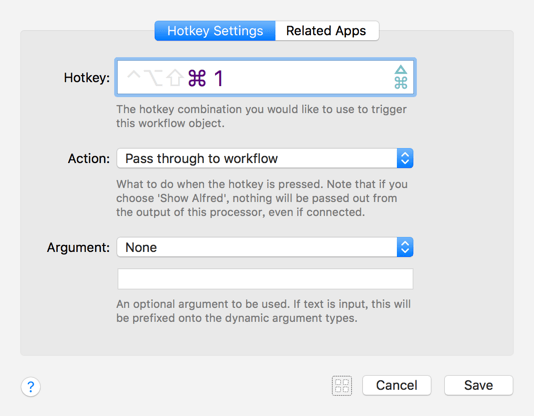 Hotkey Settings Related Apps
Hotkey: ⌃⌥⇧⌘ 1
The hotkey combination you would like to use to trigger
this workflow object.
Action: Pass through to workflow
What to do when the hotkey is pressed. Note that if you
choose 'Show Alfred', nothing will be passed out from
the output of this processor, even if connected.
Argument: None
An optional argument to be used. If text is input, this will
be prefixed onto the dynamic argument types.
? Cancel Save